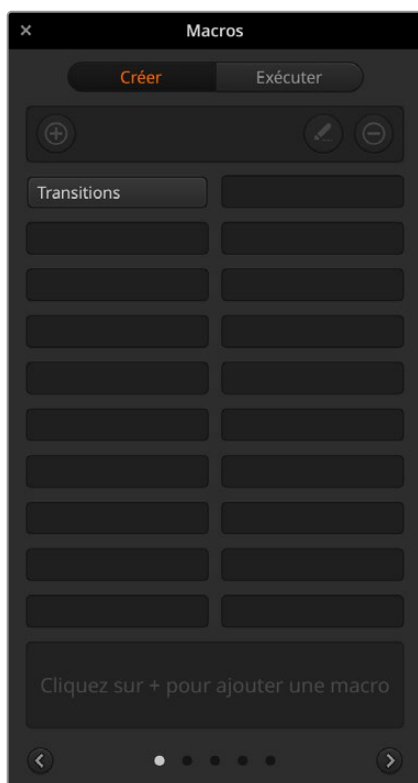 Macros
Créer
Exécuter
Transitions
Cliquez sur + pour ajouter une macro